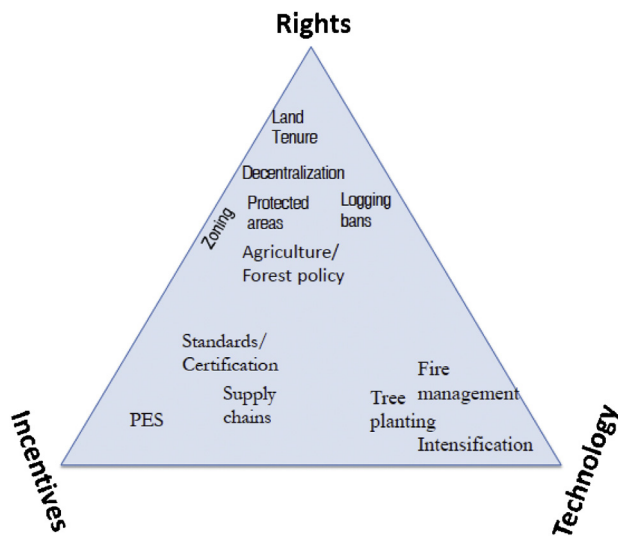 Rights
Land
Tenure
Decentralization
Protected
areas
Logging
bans
Zoning
Agriculture/
Forest policy
Standards/
Certification
Supply
chains
PES
Fire
management
Tree
planting
Intensification
Incentives
Technology